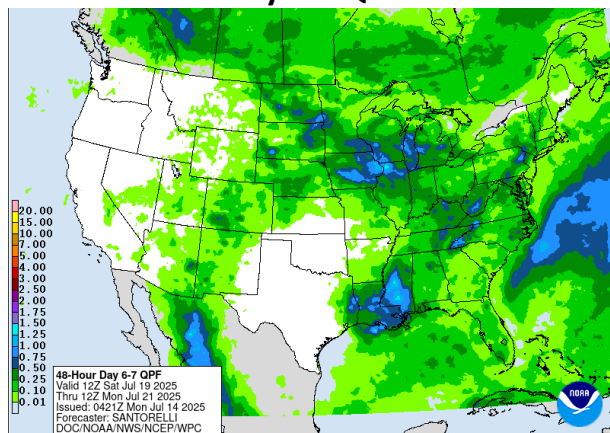 20.00
15.00
10.00
7.00
5.00
4.00
3.00
2.50
2.00
1.75
1.50
1.25
1.00
0.75
0.50
0.25
0.10
0.01
48-Hour Day 6-7 QPF
Valid 12Z Sat Jul 19 2025
Thru 12Z Mon Jul 21 2025
Issued: 0421Z Mon Jul 14 2025
Forecaster: SANTORELLI
DOC/NOAA/NWS/NCEP/WPC
NOAA